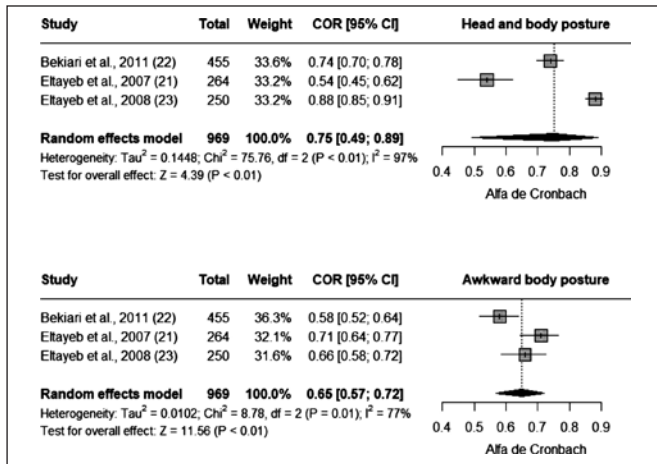 Study Total Weight COR [95% CI] Head and body posture
Bekiari et al., 2011 (22) 455 33.6% 0.74 [0.70; 0.78]
Eltayeb et al., 2007 (21) 264 33.2% 0.54 [0.45; 0.62]
Eltayeb et al., 2008 (23) 250 33.2% 0.88 [0.85; 0.91]
Random effects model 969 100.0% 0.75 [0.49; 0.89]
Heterogeneity: Tau² = 0.1448; Chi² = 75.76, df = 2 (P < 0.01); I² = 97%
Test for overall effect: Z = 4.39 (P < 0.01)
0.4 0.5 0.6 0.7 0.8 0.9
Alfa de Cronbach
Study Total Weight COR [95% CI] Awkward body posture
Bekiari et al., 2011 (22) 455 36.3% 0.58 [0.52; 0.64]
Eltayeb et al., 2007 (21) 264 32.1% 0.71 [0.64; 0.77]
Eltayeb et al., 2008 (23) 250 31.6% 0.66 [0.58; 0.72]
Random effects model 969 100.0% 0.65 [0.57; 0.72]
Heterogeneity: Tau² = 0.0102; Chi² = 8.78, df = 2 (P = 0.01); I² = 77%
Test for overall effect: Z = 11.56 (P < 0.01)
0.4 0.5 0.6 0.7 0.8 0.9
Alfa de Cronbach